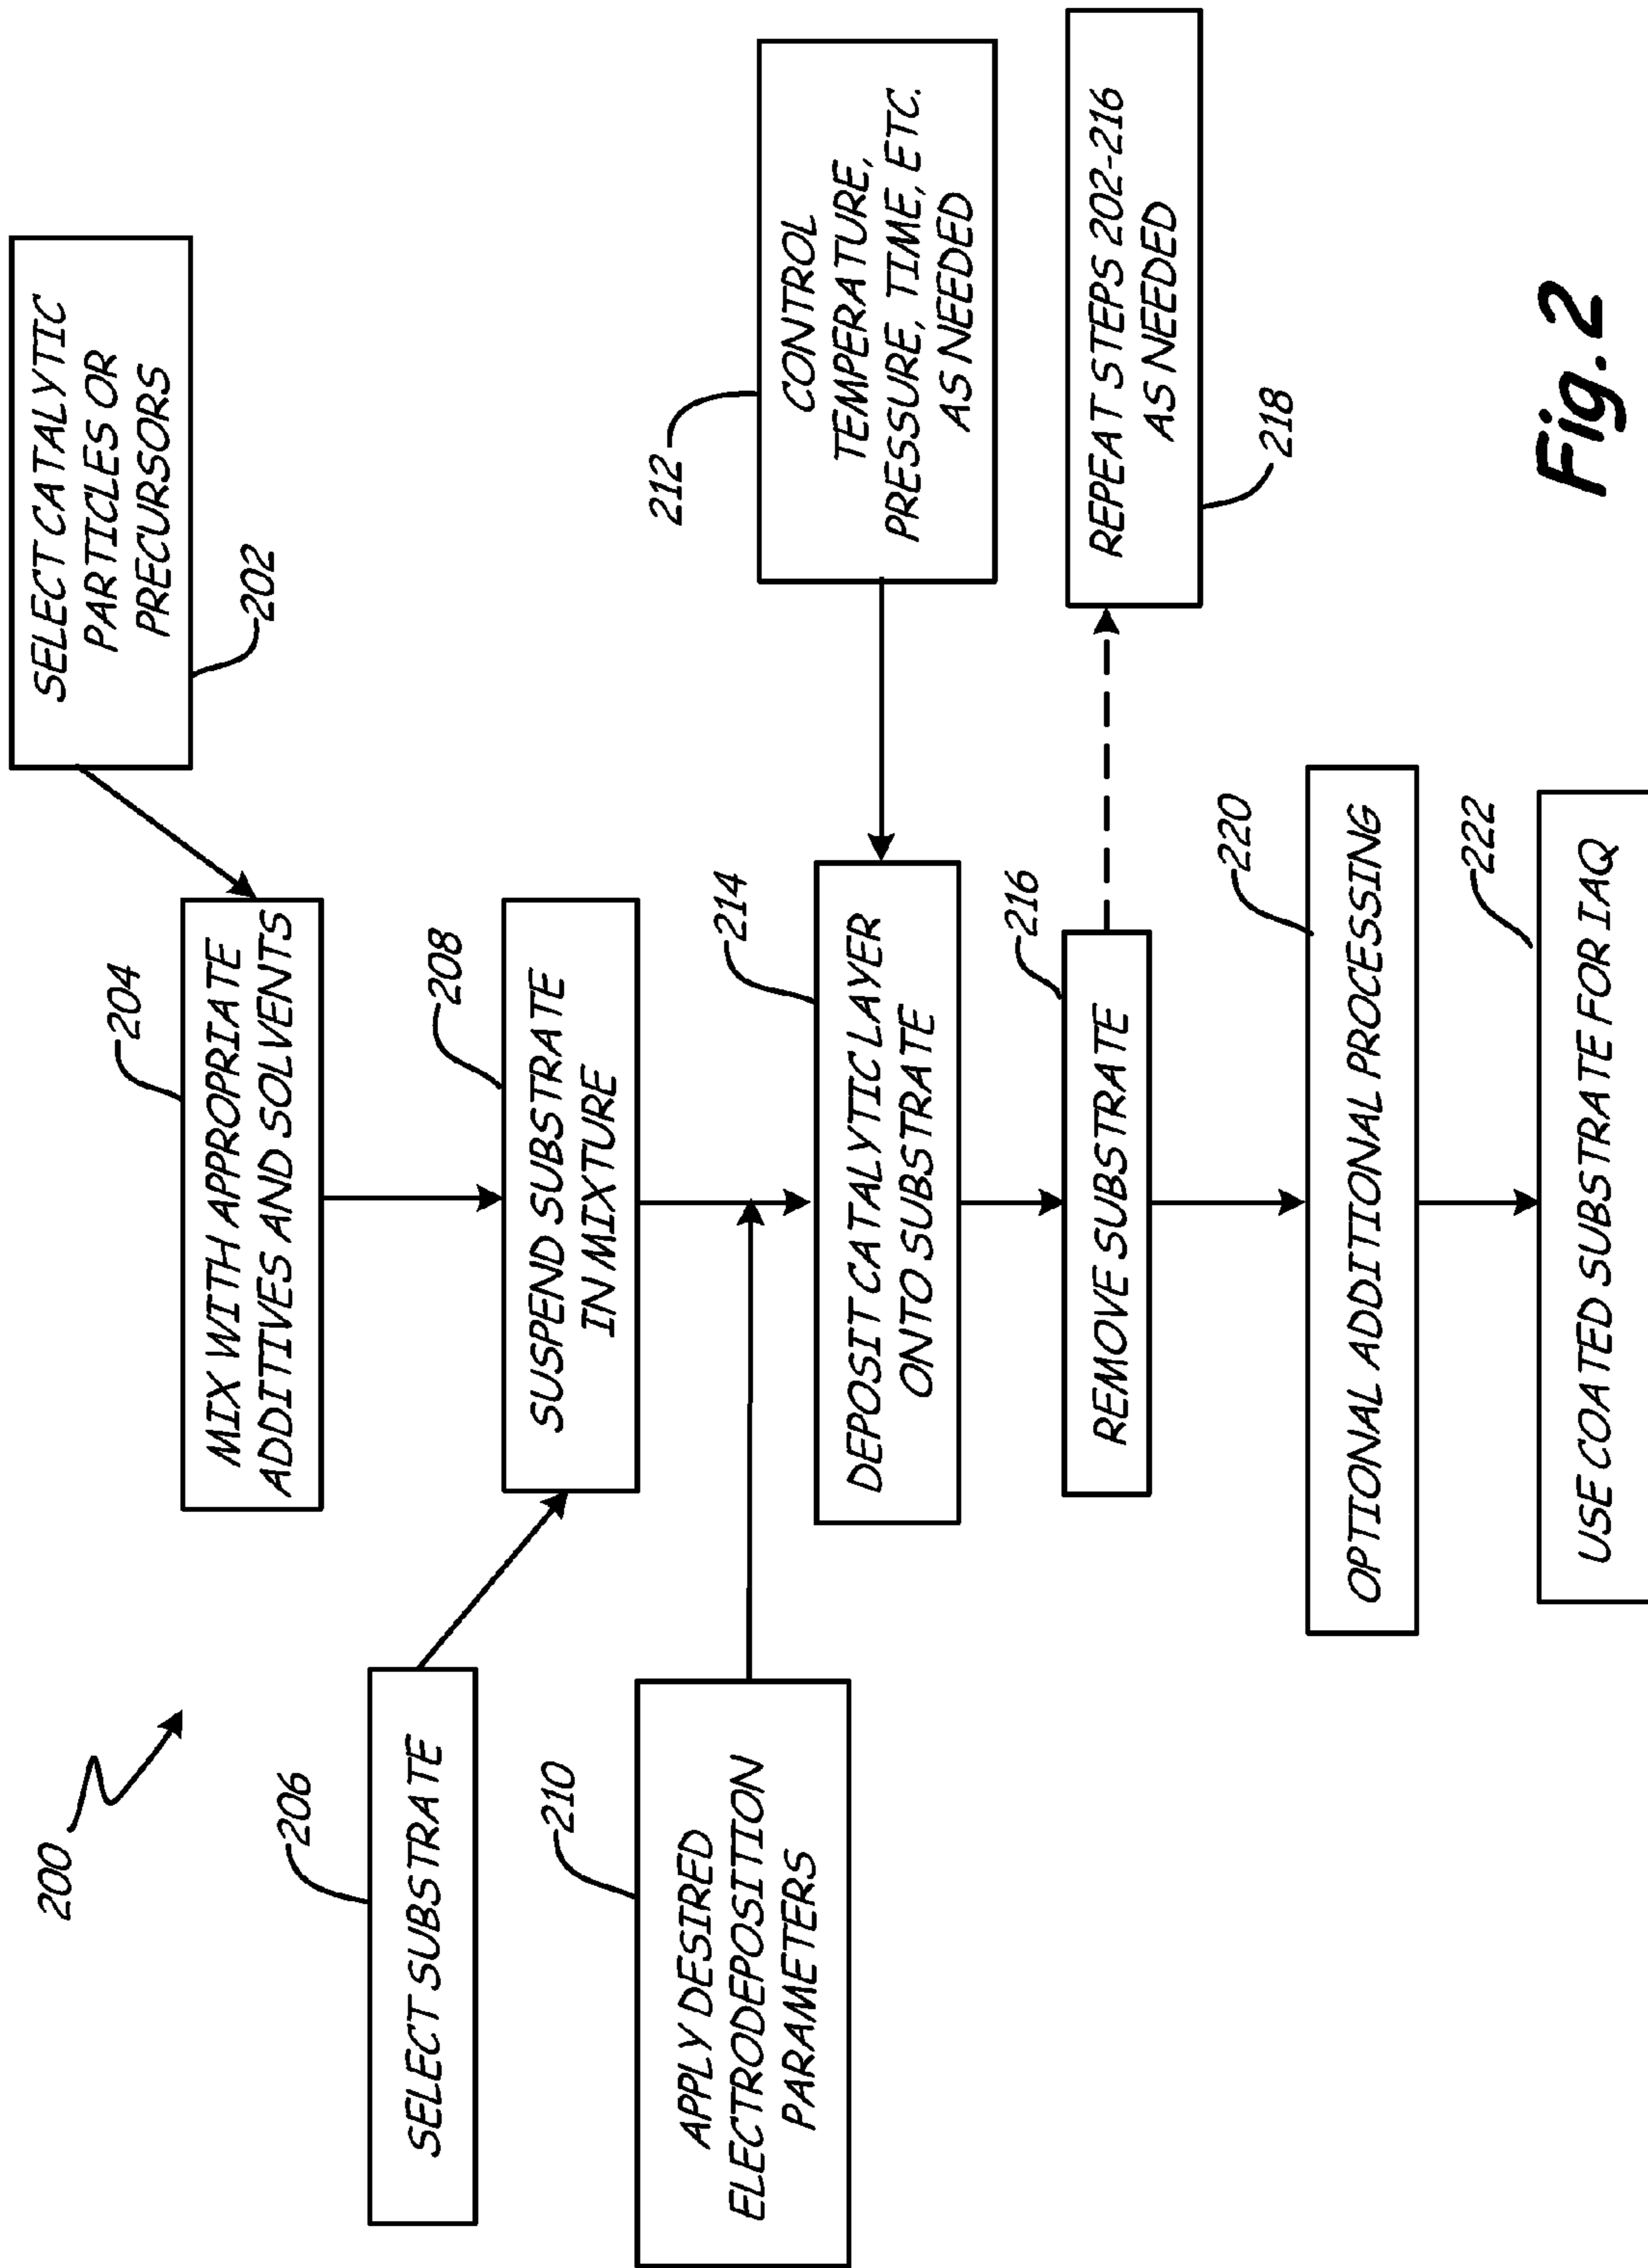 200
SELECT CATALYTIC
PARTICLES OR
PRECURSORS
202
204
MIX WITH APPROPRIATE
ADDITIVES AND SOLVENTS
206
SELECT SUBSTRATE
208
SUSPEND SUBSTRATE
IN MIXTURE
210
APPLY DESIRED
ELECTRODEPOSITION
PARAMETERS
212
CONTROL
TEMPERATURE,
PRESSURE, TIME, ETC.
AS NEEDED
214
DEPOSIT CATALYTIC LAYER
ONTO SUBSTRATE
216
REMOVE SUBSTRATE
REPEAT STEPS 202-216
AS NEEDED
218
220
OPTIONAL ADDITIONAL PROCESSING
222
USE COATED SUBSTRATE FOR IAQ
Fig. 2